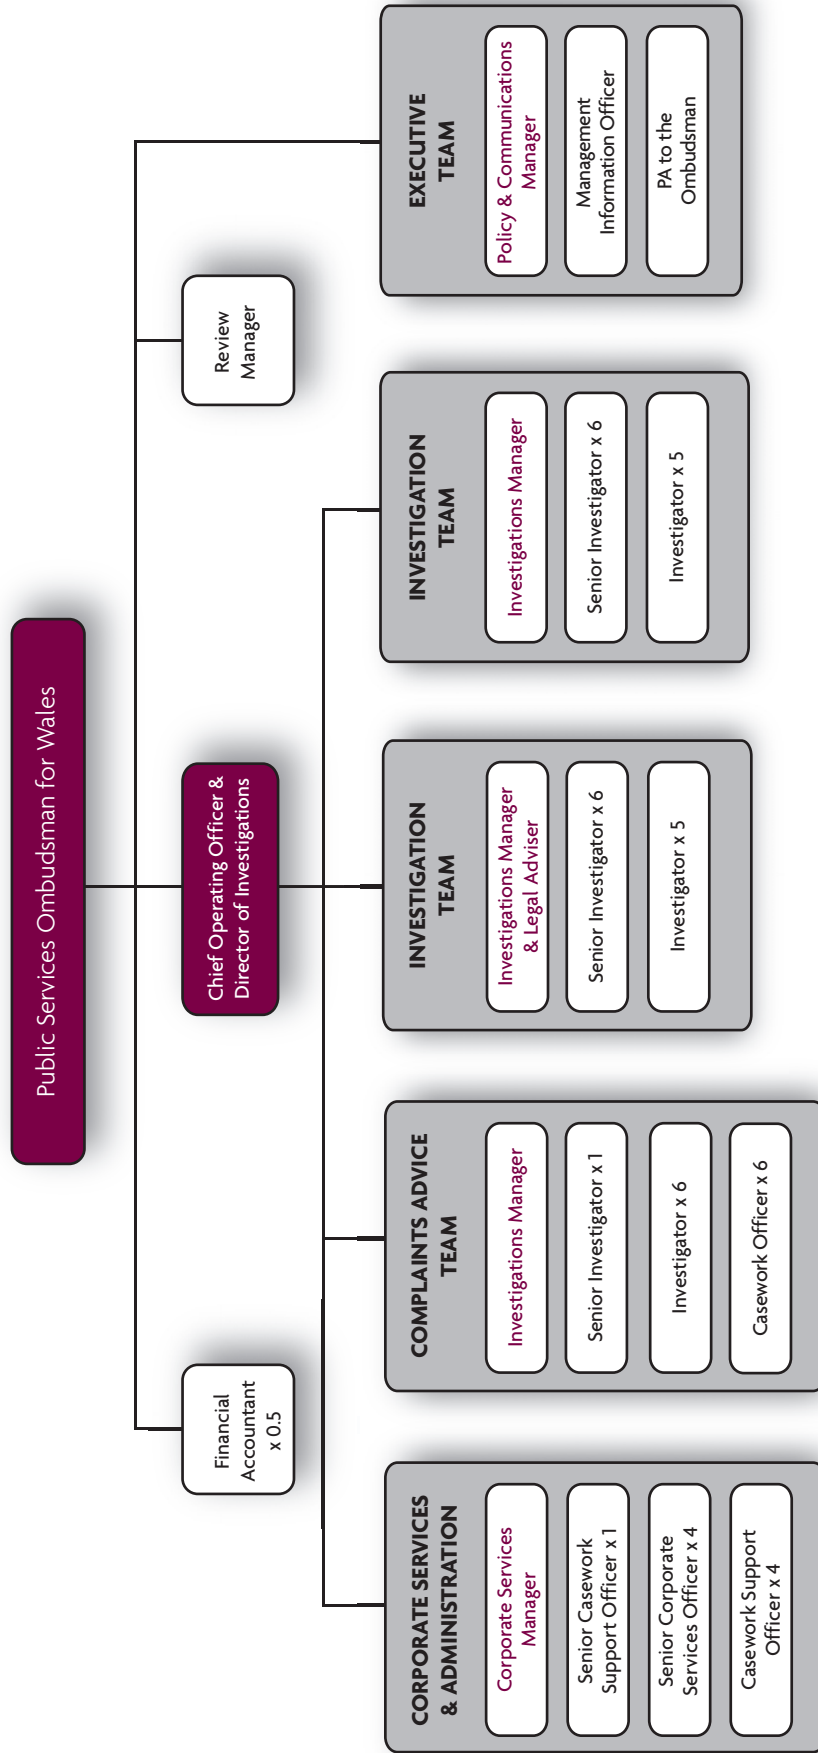 Public Services Ombudsman for Wales
Financial
Accountant
x 0.5
Chief Operating Officer &
Director of Investigations
Review
Manager
CORPORATE SERVICES
& ADMINISTRATION
Corporate Services
Manager
Senior Casework
Support Officer x 1
Senior Corporate
Services Officer x 4
Casework Support
Officer x 4
COMPLAINTS ADVICE
TEAM
Investigations Manager
Senior Investigator x 1
Investigator x 6
Casework Officer x 6
INVESTIGATION
TEAM
Investigations Manager
& Legal Adviser
Senior Investigator x 6
Investigator x 5
INVESTIGATION
TEAM
Investigations Manager
Senior Investigator x 6
Investigator x 5
EXECUTIVE
TEAM
Policy & Communications
Manager
Management
Information Officer
PA to the
Ombudsman